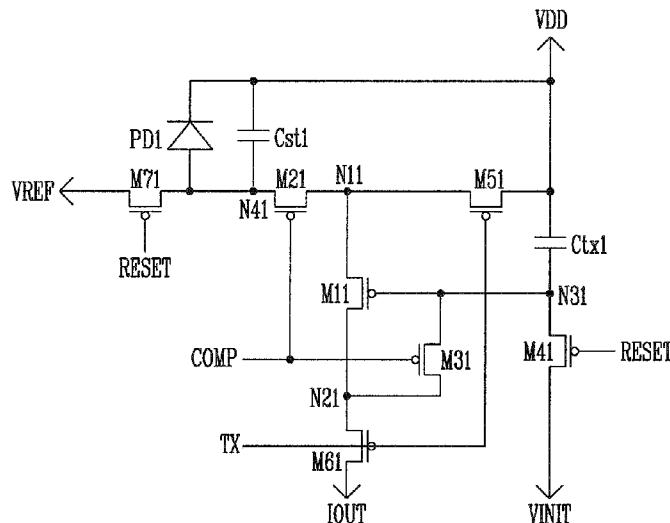 VDD
PD1
Cst1
M71
M21
N11
M51
VREF
N41
Ctx1
RESET
M11
N31
COMP
M31
M41
RESET
N21
TX
M61
IOUT
VINIT